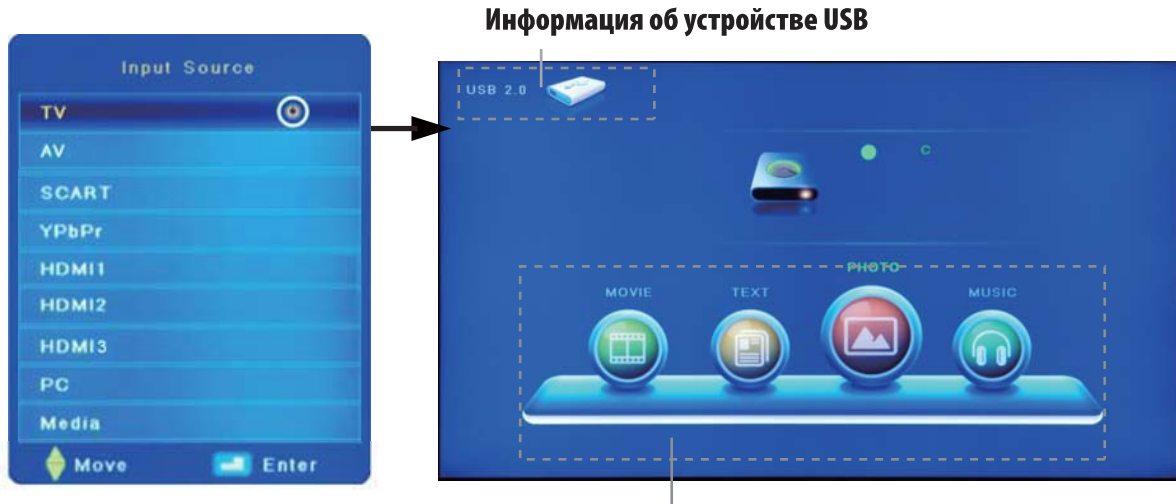 Информация об устройстве USB
Input Source
TV
AV
SCART
YPbPr
HDMI1
HDMI2
HDMI3
PC
Media
Move
Enter
USB 2.0
C
PHOTO
MOVIE
TEXT
MUSIC